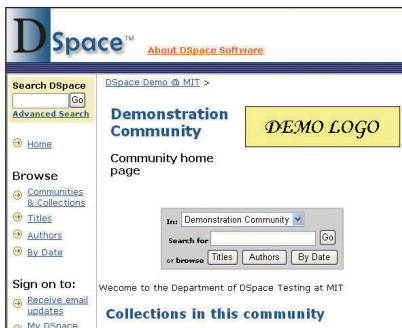 DSpace™
About DSpace Software
Search DSpace
Go
Advanced Search
Home
Browse
Communities
& Collections
Titles
Authors
By Date
Sign on to:
Receive email
updates
My DSpace
DSpace Demo @ MIT >
Demonstration
Community
DEMO LOGO
Community home
page
In: Demonstration Community
Search for Go
or browse Titles Authors By Date
Wecome to the Department of DSpace Testing at MIT
Collections in this community